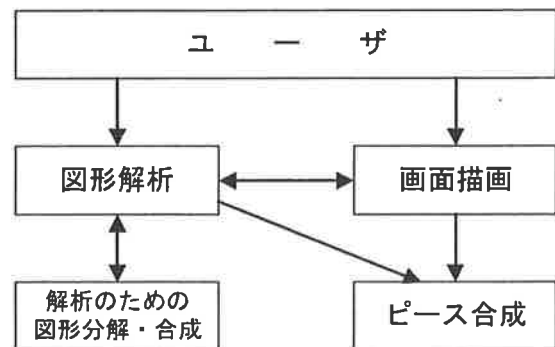 ユーザ
図形解析
画面描画
解析のための
図形分解・合成
ピース合成